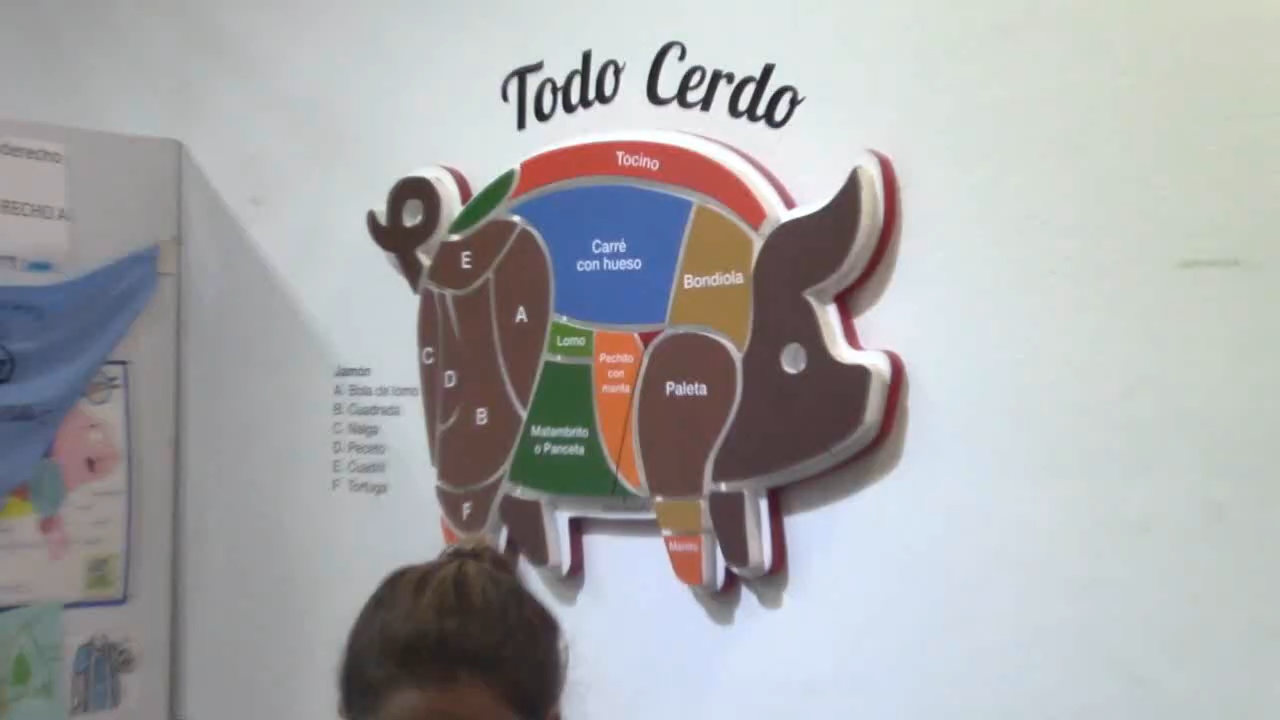 Todo Cerdo
Tocino
Carré
con hueso
Bondiola
E
A
Lomo
Pechito
con
manta
Paleta
C
D
B
Matambrito
o Panceta
F
Manito
Jamón
A. Bola de lomo
B. Cuadrada
C. Nalga
D. Peceto
E. Cuadril
F. Tortuga
derecho